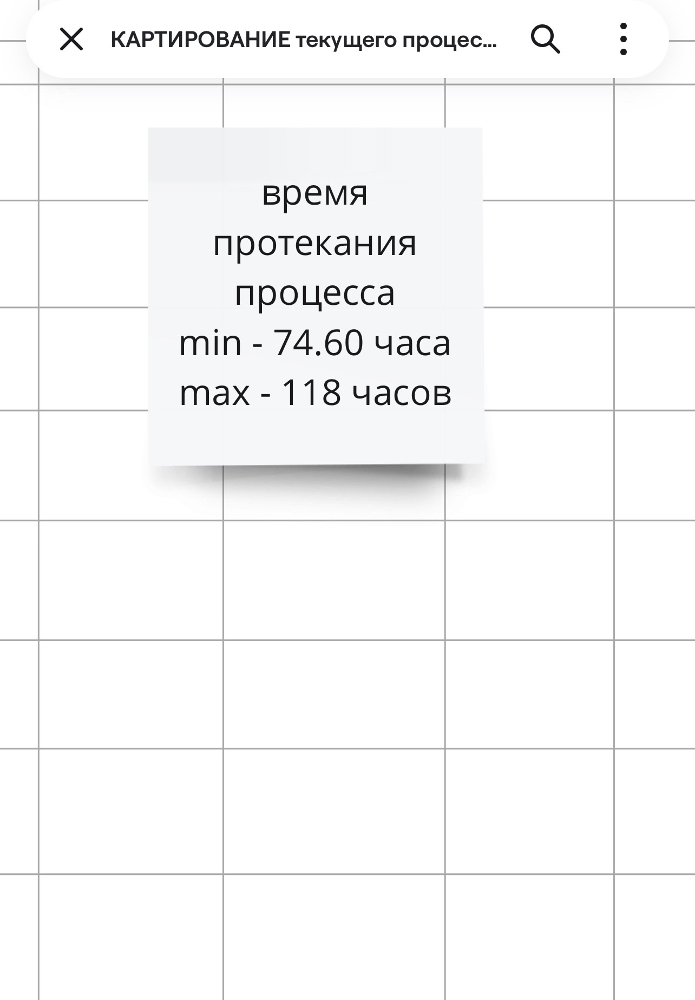 КАРТИРОВАНИЕ текущего процес...
время
протекания
процесса
min - 74.60 часа
max - 118 часов